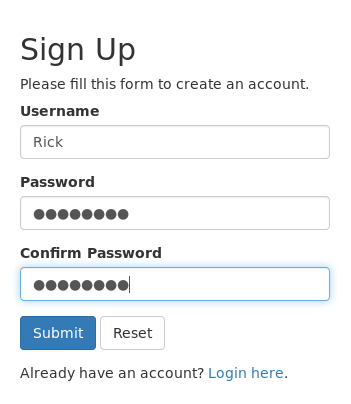 Sign Up
Please fill this form to create an account.
Username
Rick
Password
●●●●●●●●
Confirm Password
●●●●●●●●
Submit Reset
Already have an account? Login here.